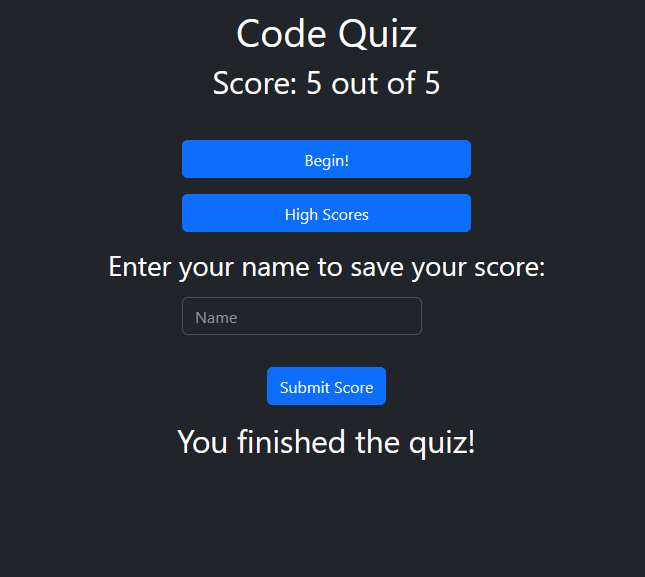 Code Quiz
Score: 5 out of 5
Begin!
High Scores
Enter your name to save your score:
Name
Submit Score
You finished the quiz!